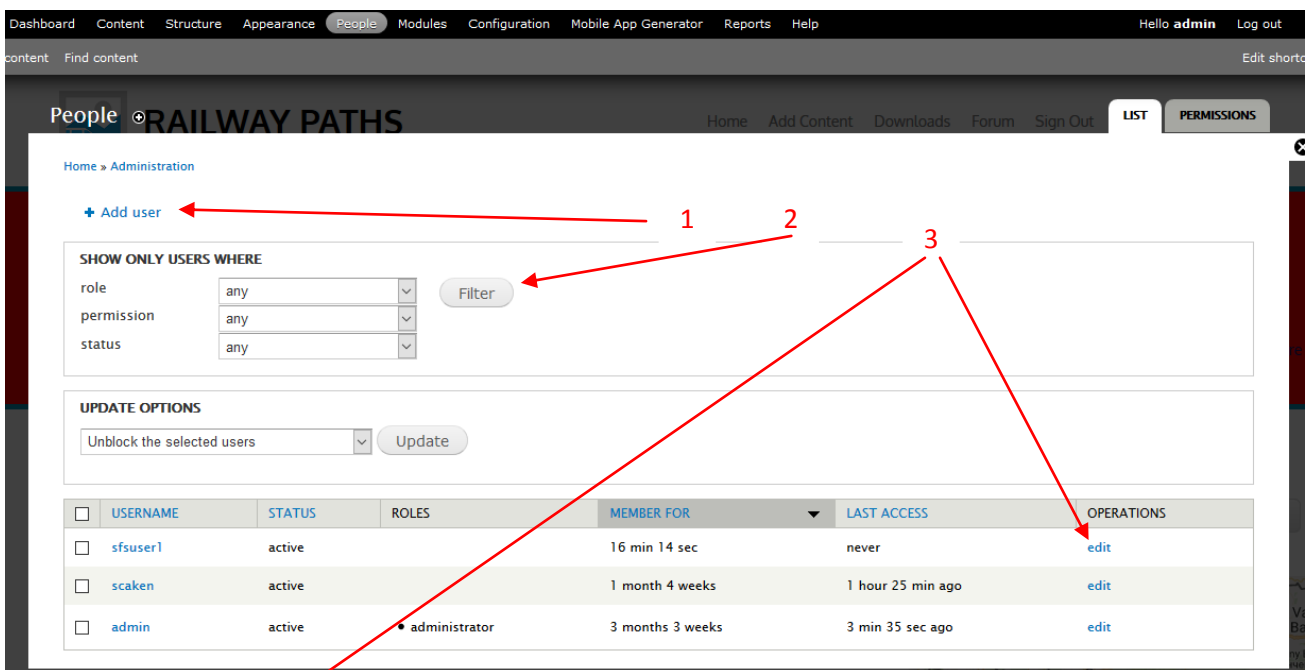 Dashboard Content Structure Appearance People Modules Configuration Mobile App Generator Reports Help Hello admin Log out
content Find content Edit shortc
People RAILWAY PATHS Home Add Content Downloads Forum Sign Out LIST PERMISSIONS
Home » Administration
+ Add user
1 2 3
SHOW ONLY USERS WHERE
role any Filter
permission any
status any
UPDATE OPTIONS
Unblock the selected users Update
USERNAME STATUS ROLES MEMBER FOR LAST ACCESS OPERATIONS
sfsuser1 active 16 min 14 sec never edit
scaken active 1 month 4 weeks 1 hour 25 min ago edit
admin active • administrator 3 months 3 weeks 3 min 35 sec ago edit